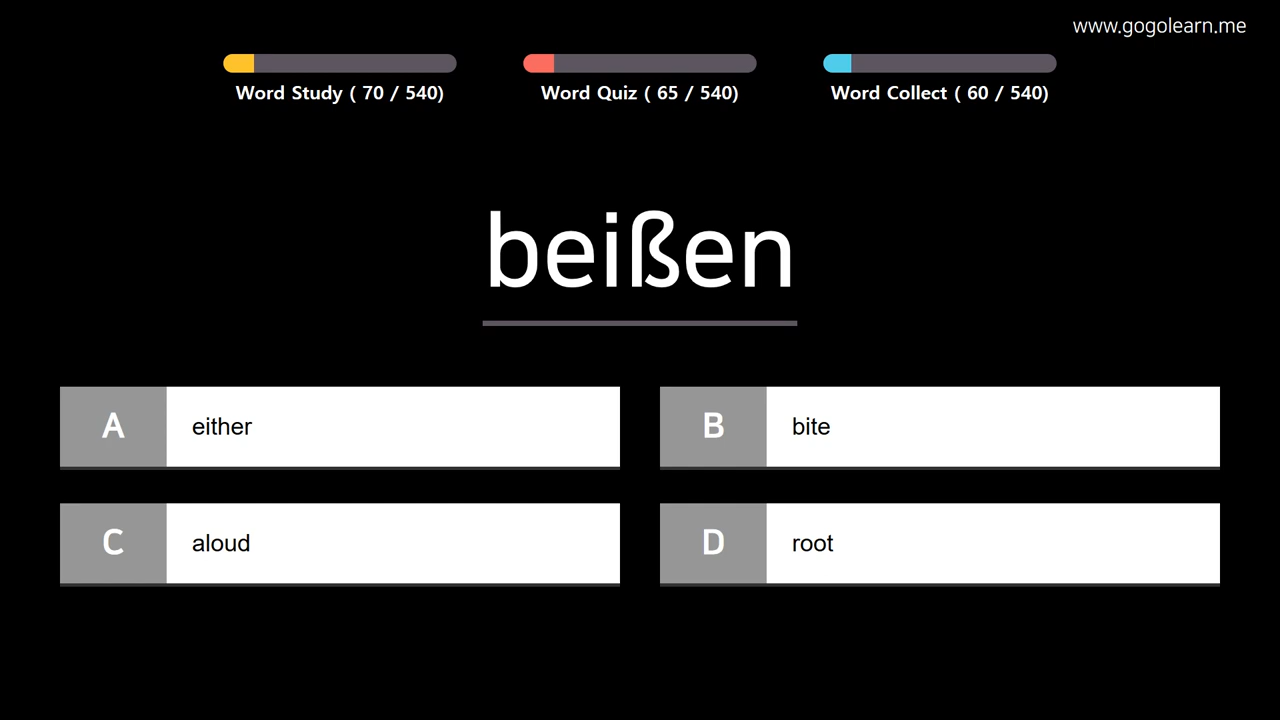 www.gogolearn.me
Word Study ( 70 / 540)
Word Quiz ( 65 / 540)
Word Collect ( 60 / 540)
beißen
A either
B bite
C aloud
D root